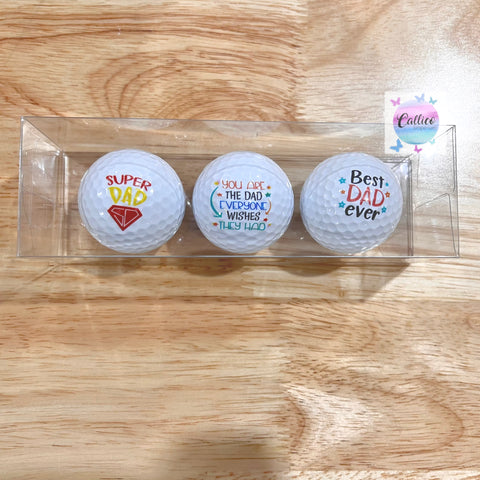 SUPER
DAD
YOU ARE
THE DAD
EVERYONE
WISHES
THEY HAD
Best
DAD
ever
Callico